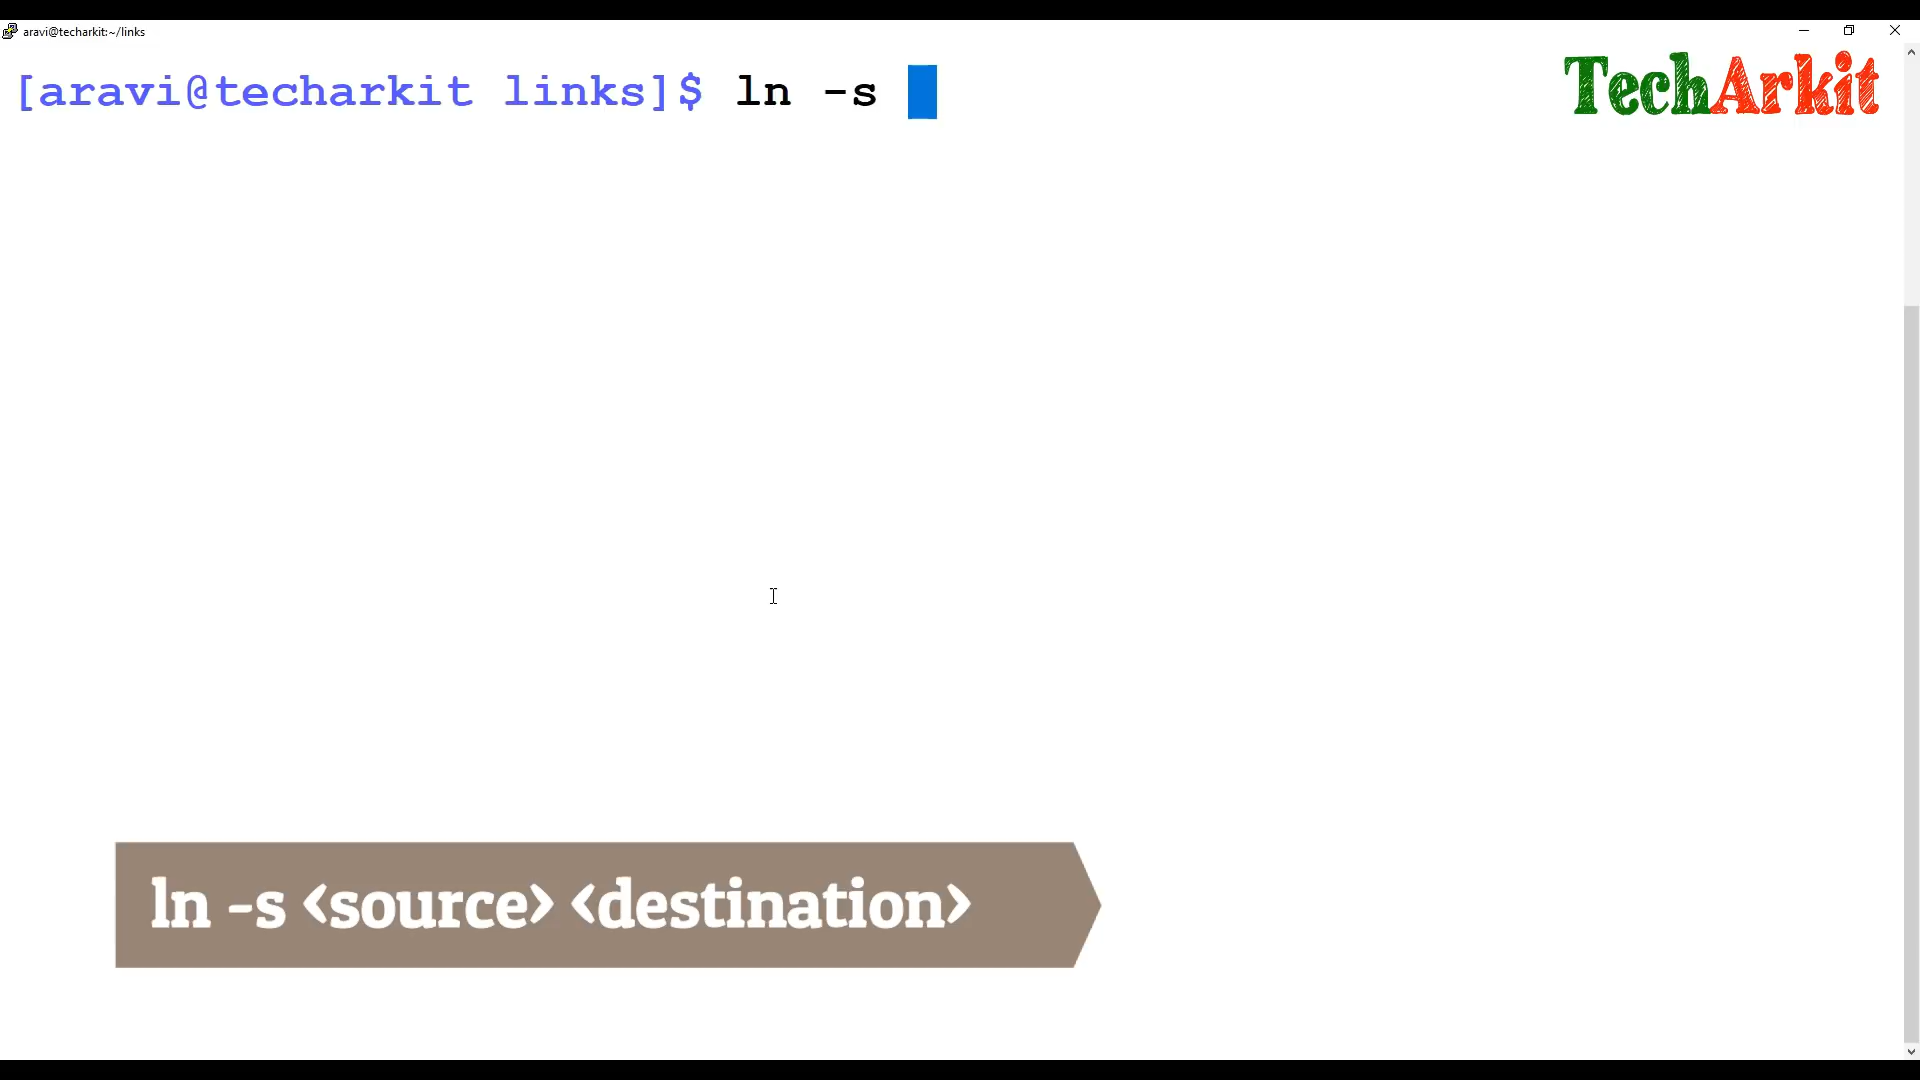 aravi@techarkit:~/links
[aravi@techarkit links]$ ln -s
TechArkit
ln -s <source> <destination>